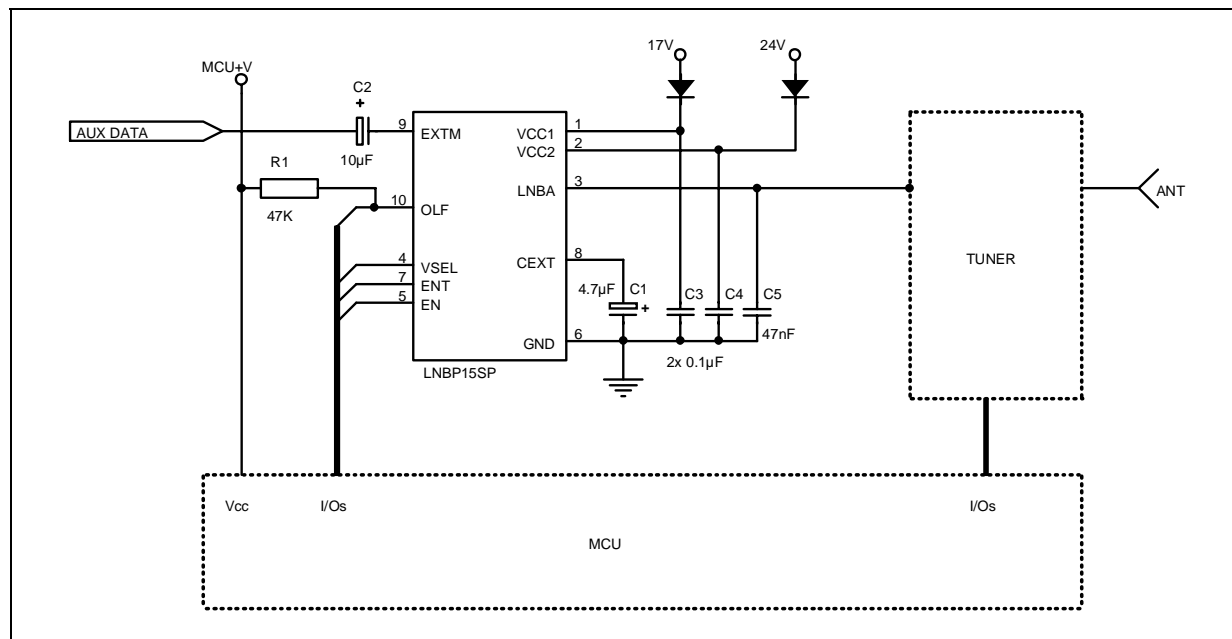 17V
24V
MCU+V
C2
+
AUX DATA
10µF
9
EXTM
VCC1
1
VCC2
2
LNBA
3
R1
47K
10
OLF
ANT
TUNER
4
VSEL
7
ENT
5
EN
CEXT
8
4.7µF
C1
+
C3
C4
C5
47nF
GND
6
2x 0.1µF
LNBP15SP
Vcc
I/Os
I/Os
MCU